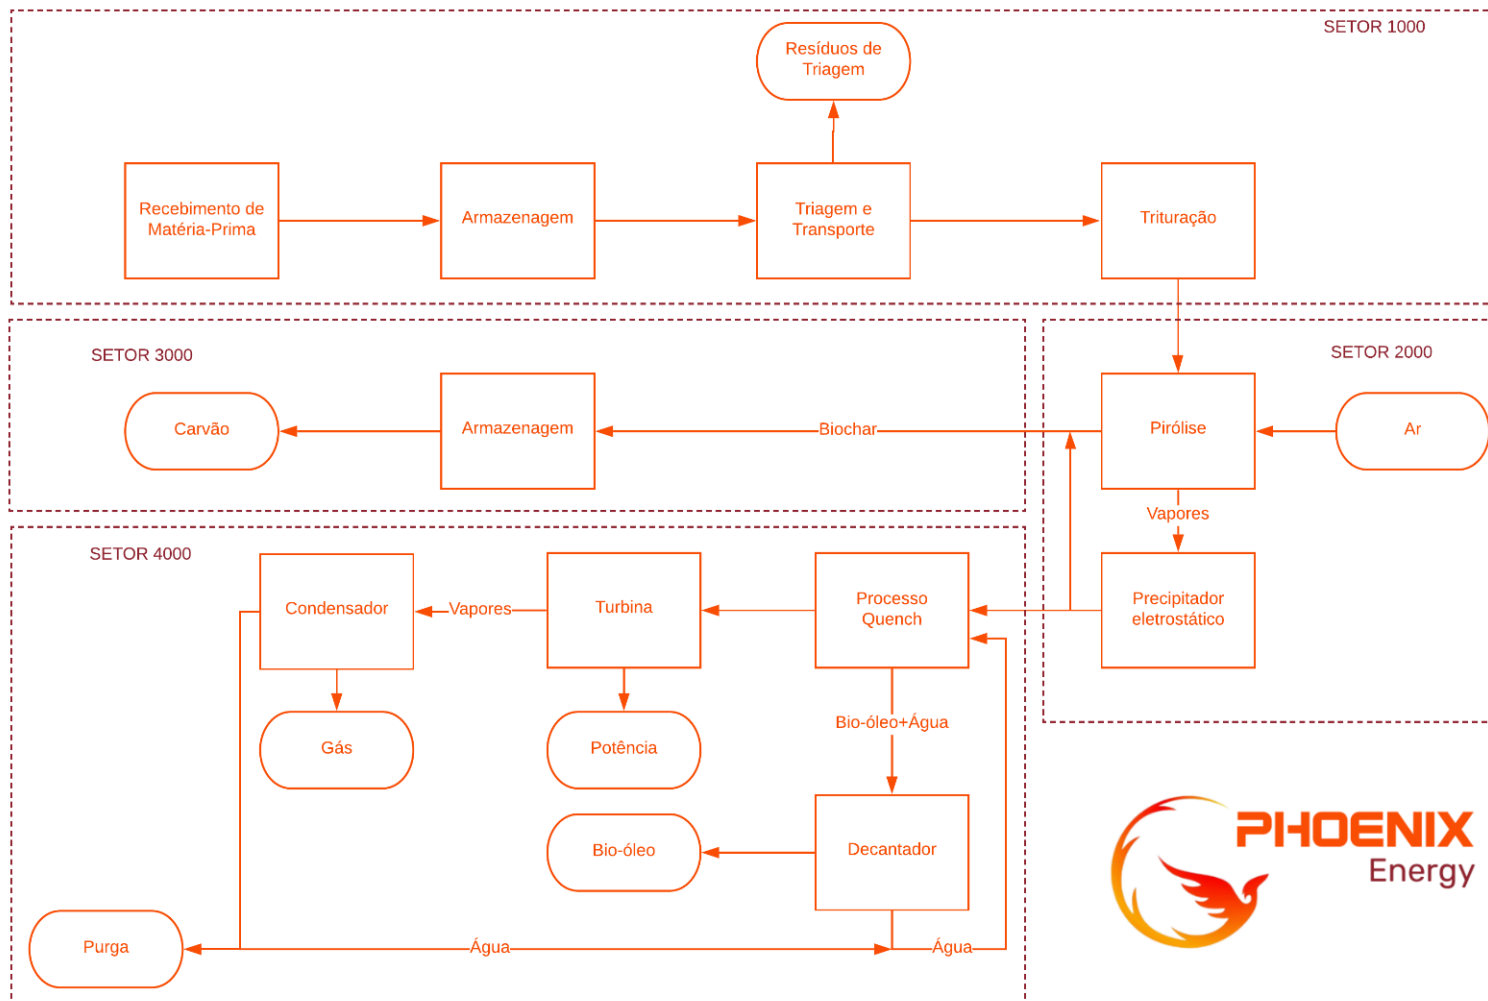 SETOR 1000
Resíduos de
Triagem
Recebimento de
Matéria-Prima
Armazenagem
Triagem e
Transporte
Trituração
SETOR 3000
SETOR 2000
Carvão
Armazenagem
Biochar
Pirólise
Ar
Vapores
SETOR 4000
Condensador
Vapores
Turbina
Processo
Quench
Precipitador
eletrostático
Bio-óleo+Água
Gás
Potência
Bio-óleo
Decantador
Purga
Água
Água
PHOENIX
Energy